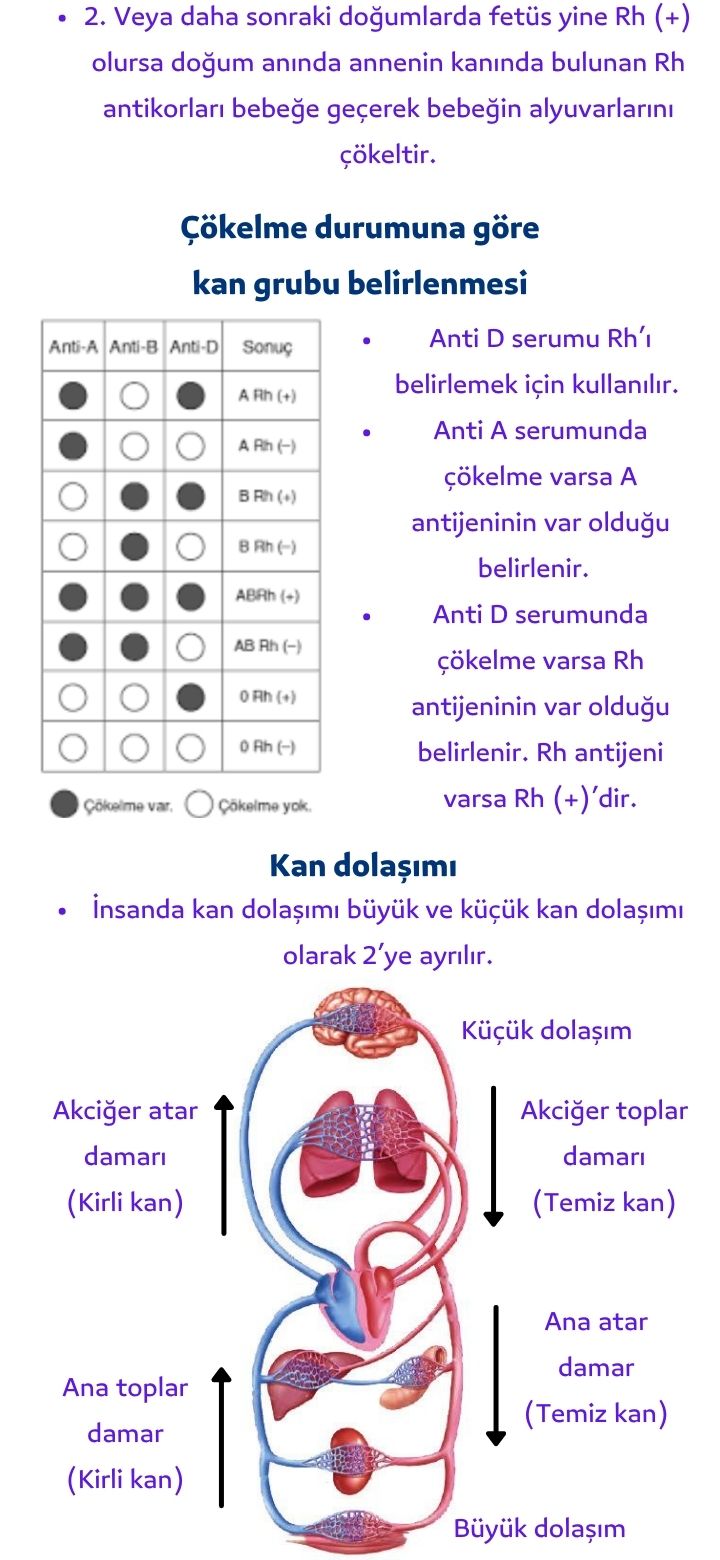 • 2. Veya daha sonraki doğumlarda fetüs yine Rh (+)
olursa doğum anında annenin kanında bulunan Rh
antikorları bebeğe geçerek bebeğin alyuvarlarını
çökeltir.
Çökelme durumuna göre
kan grubu belirlenmesi
Anti-A Anti-B Anti-D Sonuç
A Rh (+)
A Rh (−)
B Rh (+)
B Rh (−)
ABRh (+)
AB Rh (−)
0 Rh (+)
0 Rh (−)
Çökelme var. Çökelme yok.
• Anti D serumu Rh’ı
belirlemek için kullanılır.
• Anti A serumunda
çökelme varsa A
antijeninin var olduğu
belirlenir.
• Anti D serumunda
çökelme varsa Rh
antijeninin var olduğu
belirlenir. Rh antijeni
varsa Rh (+)’dir.
Kan dolaşımı
• İnsanda kan dolaşımı büyük ve küçük kan dolaşımı
olarak 2’ye ayrılır.
Küçük dolaşım
Akciğer atar
damarı
(Kirli kan)
Akciğer toplar
damarı
(Temiz kan)
Ana atar
damar
(Temiz kan)
Ana toplar
damar
(Kirli kan)
Büyük dolaşım